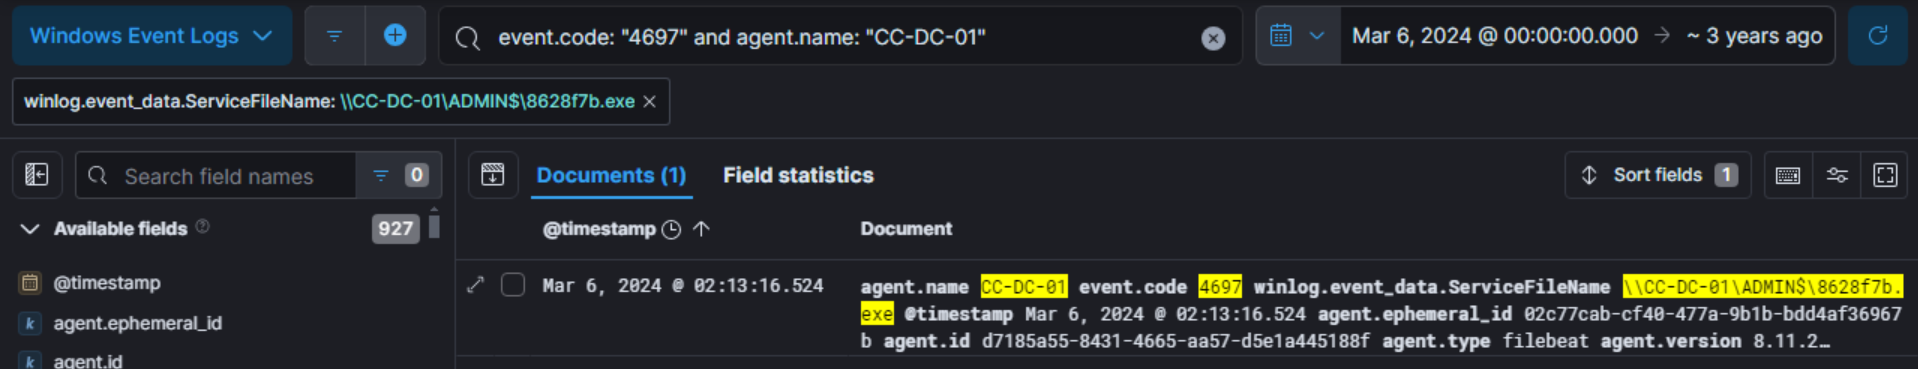 Windows Event Logs
event.code: "4697" and agent.name: "CC-DC-01"
Mar 6, 2024 @ 00:00:00.000 → ~ 3 years ago
winlog.event_data.ServiceFileName: \\CC-DC-01\ADMIN$\8628f7b.exe ×
Search field names
0
Documents (1)
Field statistics
Sort fields 1
Available fields
927
@timestamp
Document
@timestamp
Mar 6, 2024 @ 02:13:16.524
agent.name CC-DC-01 event.code 4697 winlog.event_data.ServiceFileName \\CC-DC-01\ADMIN$\8628f7b.
exe @timestamp Mar 6, 2024 @ 02:13:16.524 agent.ephemeral_id 02c77cab-cf40-477a-9b1b-bdd4af36967
b agent.id d7185a55-8431-4665-aa57-d5e1a445188f agent.type filebeat agent.version 8.11.2…
k agent.ephemeral_id
k agent.id